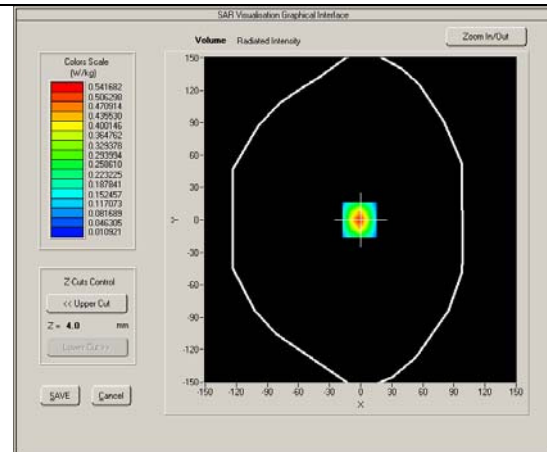 SAR Visualisation Graphical Interface
Volume Radiated Intensity
Zoom In/Out
Colors Scale
(W/kg)
0.541682
0.506298
0.470914
0.435530
0.400146
0.364762
0.329378
0.293994
0.258610
0.223225
0.187841
0.152457
0.117073
0.081689
0.046305
0.010921
Z-Cuts Control
<< Upper Cut
Z = 4.0 mm
Lower Cut >>
SAVE Cancel
150-
120-
90-
60-
30-
0-
-30-
-60-
-90-
-120-
-150-
Y
-150 -120 -90 -60 -30 0 30 60 90 120 150
X